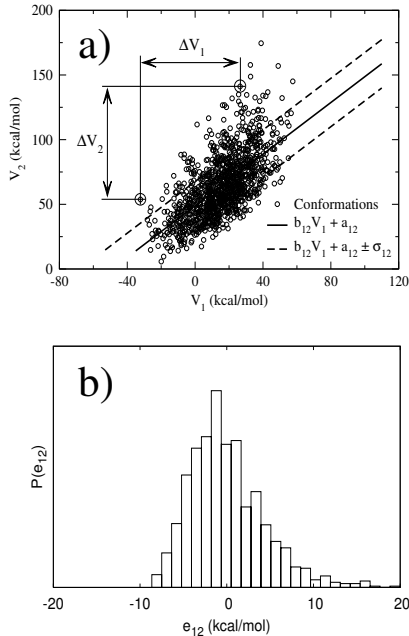 a)
ΔV₁
ΔV₂
V₂ (kcal/mol)
200
150
100
50
0
Conformations
b₁₂V₁ + a₁₂
b₁₂V₁ + a₁₂ ± σ₁₂
-80 -40 0 40 80 120
V₁ (kcal/mol)
b)
P(e₁₂)
-20 -10 0 10 20
e₁₂ (kcal/mol)